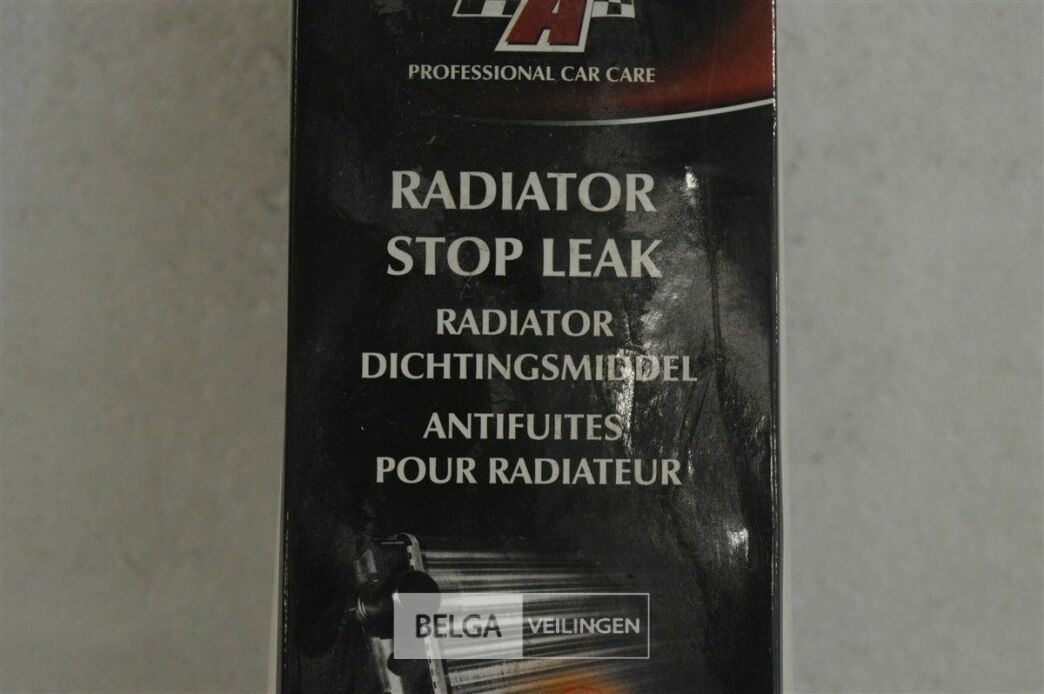 A
PROFESSIONAL CAR CARE
RADIATOR
STOP LEAK
RADIATOR
DICHTINGSMIDDEL
ANTIFUITES
POUR RADIATEUR
BELGA VEILINGEN